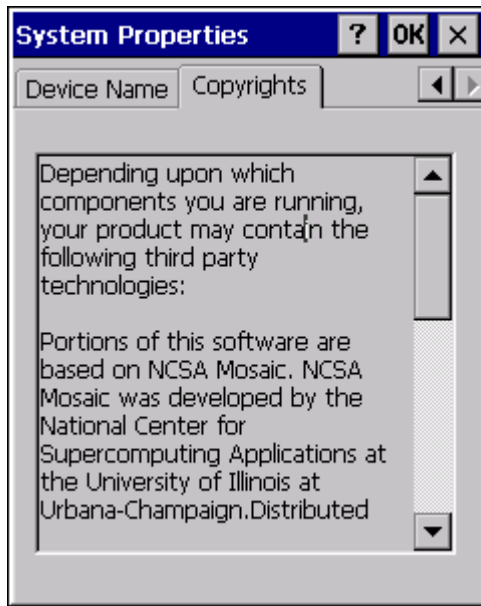 System Properties ? OK ×
Device Name Copyrights
Depending upon which
components you are running,
your product may contain the
following third party
technologies:
Portions of this software are
based on NCSA Mosaic. NCSA
Mosaic was developed by the
National Center for
Supercomputing Applications at
the University of Illinois at
Urbana-Champaign.Distributed